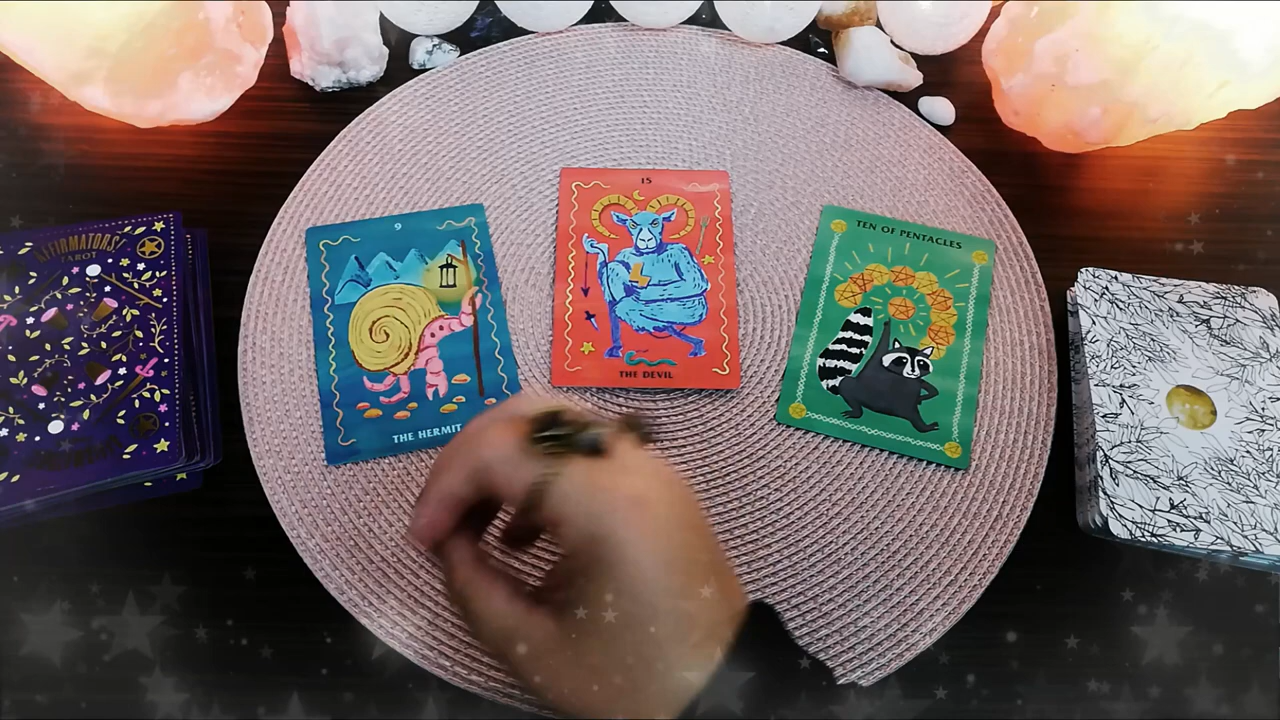 AFFIRMATORS!
TAROT
9
THE HERMIT
15
THE DEVIL
TEN OF PENTACLES